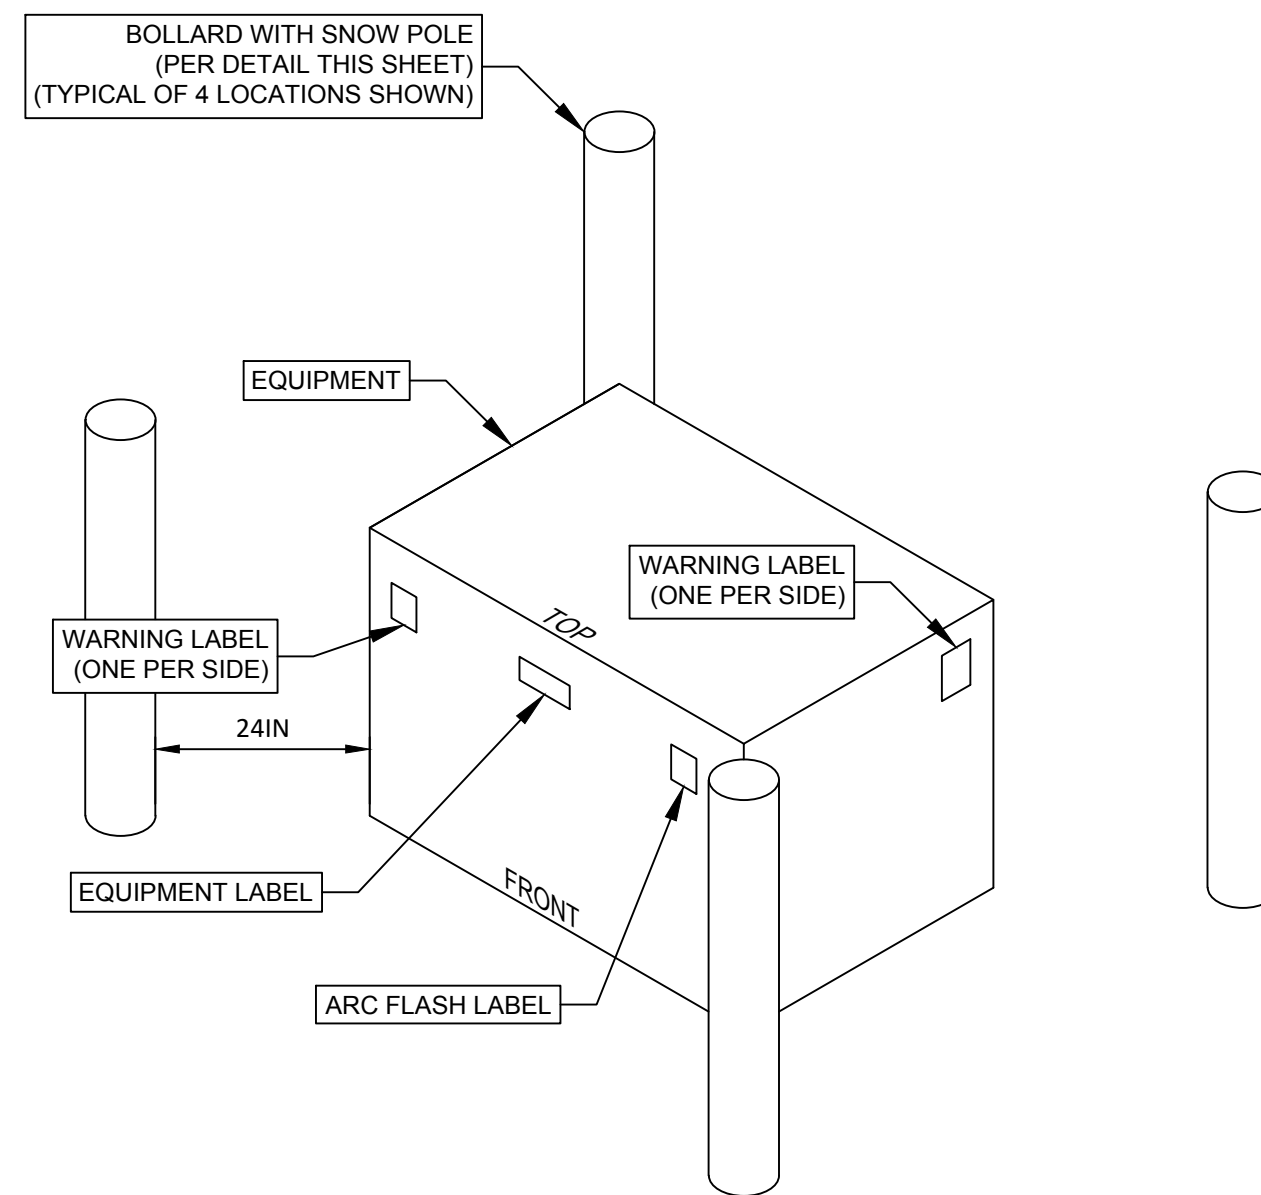 BOLLARD WITH SNOW POLE
(PER DETAIL THIS SHEET)
(TYPICAL OF 4 LOCATIONS SHOWN)
EQUIPMENT
WARNING LABEL
(ONE PER SIDE)
TOP
WARNING LABEL
(ONE PER SIDE)
24IN
EQUIPMENT LABEL
FRONT
ARC FLASH LABEL